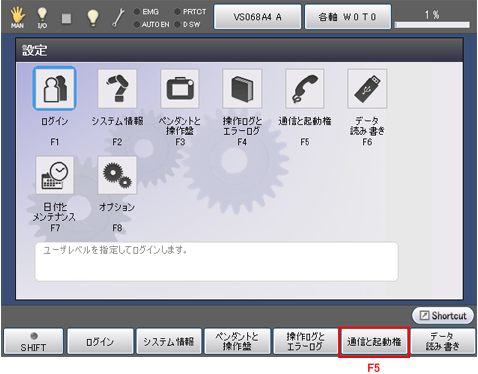 MAN
I/O
EMG
AUTO EN
PRTCT
DSW
VS068A4 A
各軸 W 0 T 0
1 %
設定
ログイン
F1
システム情報
F2
ペンダントと
操作盤
F3
操作ログと
エラーログ
F4
通信と起動権
F5
データ
読み書き
F6
日付と
メンテナンス
F7
オプション
F8
ユーザレベルを指定してログインします。
Shortcut
SHIFT
ログイン
システム情報
ペンダントと
操作盤
操作ログと
エラーログ
通信と起動権
データ
読み書き
F5